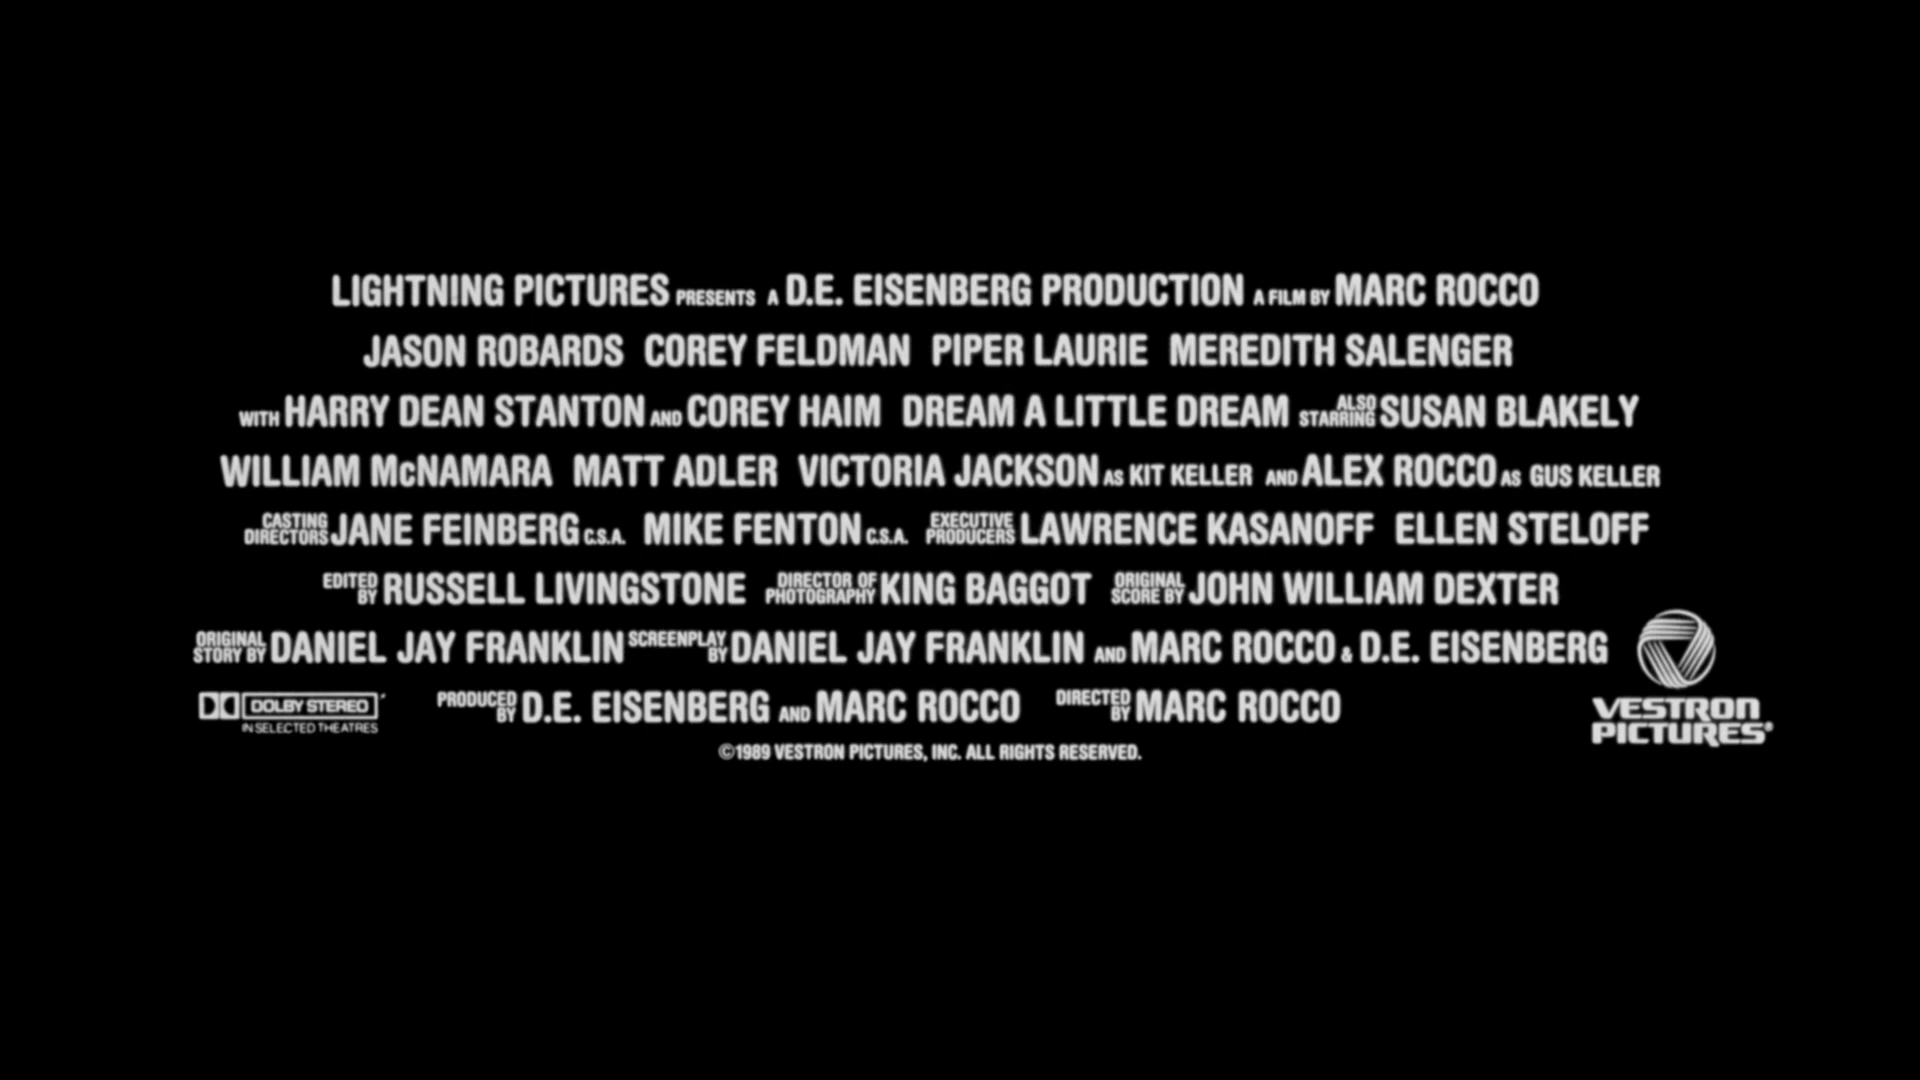 LIGHTNING PICTURES PRESENTS A D.E. EISENBERG PRODUCTION A FILM BY MARC ROCCO
JASON ROBARDS COREY FELDMAN PIPER LAURIE MEREDITH SALENGER
WITH HARRY DEAN STANTON AND COREY HAIM DREAM A LITTLE DREAM ALSO STARRING SUSAN BLAKELY
WILLIAM McNAMARA MATT ADLER VICTORIA JACKSON AS KIT KELLER AND ALEX ROCCO AS GUS KELLER
CASTING DIRECTORS JANE FEINBERG C.S.A. MIKE FENTON C.S.A. EXECUTIVE PRODUCERS LAWRENCE KASANOFF ELLEN STELOFF
EDITED BY RUSSELL LIVINGSTONE DIRECTOR OF PHOTOGRAPHY KING BAGGOT ORIGINAL SCORE BY JOHN WILLIAM DEXTER
ORIGINAL STORY BY DANIEL JAY FRANKLIN SCREENPLAY BY DANIEL JAY FRANKLIN AND MARC ROCCO & D.E. EISENBERG
DOLBY STEREO
IN SELECTED THEATRES
PRODUCED BY D.E. EISENBERG AND MARC ROCCO DIRECTED BY MARC ROCCO
VESTRON
PICTURES®
©1989 VESTRON PICTURES, INC. ALL RIGHTS RESERVED.